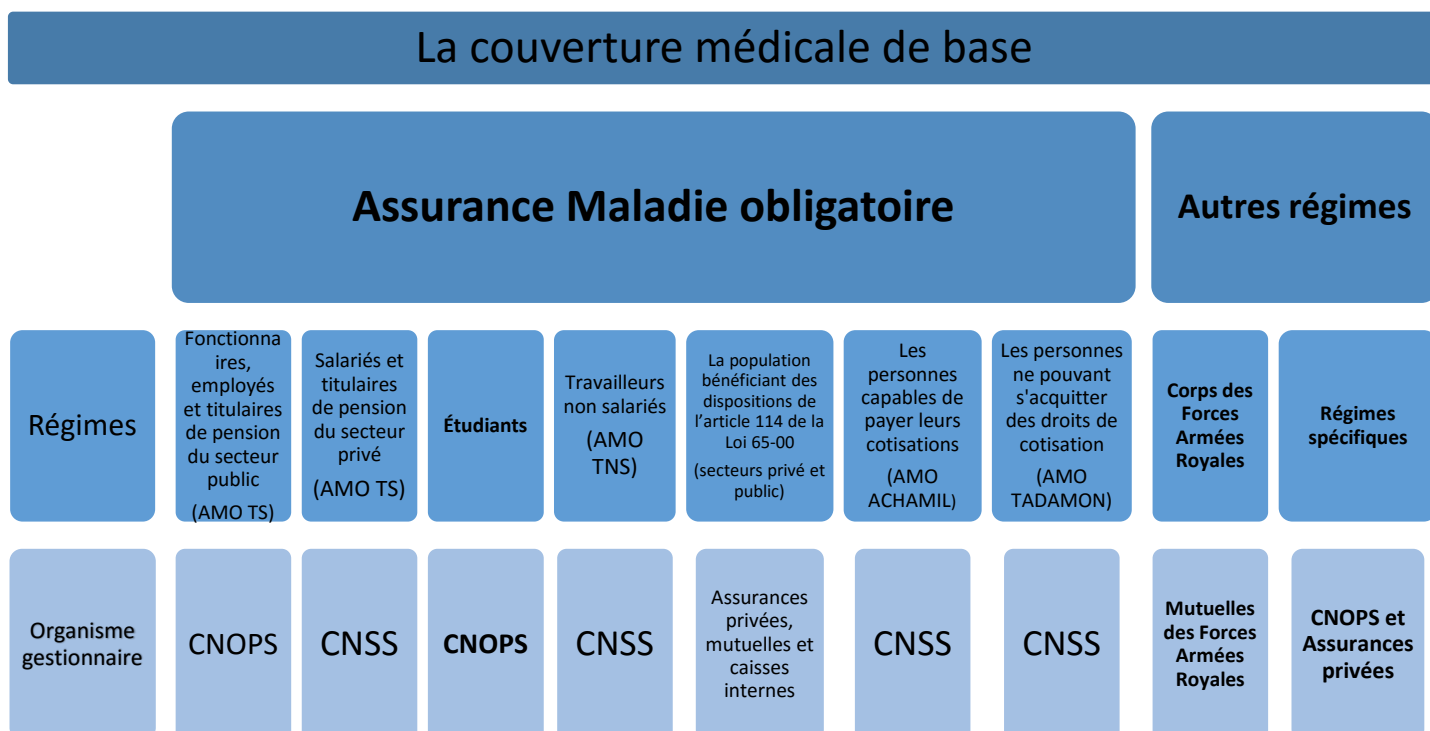 La couverture médicale de base
Assurance Maladie obligatoire
Autres régimes
Régimes
Fonctionna
ires,
employés
et titulaires
de pension
du secteur
public
(AMO TS)
Salariés et
titulaires
de pension
du secteur
privé
(AMO TS)
Étudiants
Travailleurs
non salariés
(AMO
TNS)
La population
bénéficiant des
dispositions de
l’article 114 de la
Loi 65-00
(secteurs privé et
public)
Les
personnes
capables de
payer leurs
cotisations
(AMO
ACHAMIL)
Les personnes
ne pouvant
s'acquitter
des droits de
cotisation
(AMO
TADAMON)
Corps des
Forces
Armées
Royales
Régimes
spécifiques
Organisme
gestionnaire
CNOPS
CNSS
CNOPS
CNSS
Assurances
privées,
mutuelles et
caisses
internes
CNSS
CNSS
Mutuelles
des Forces
Armées
Royales
CNOPS et
Assurances
privées